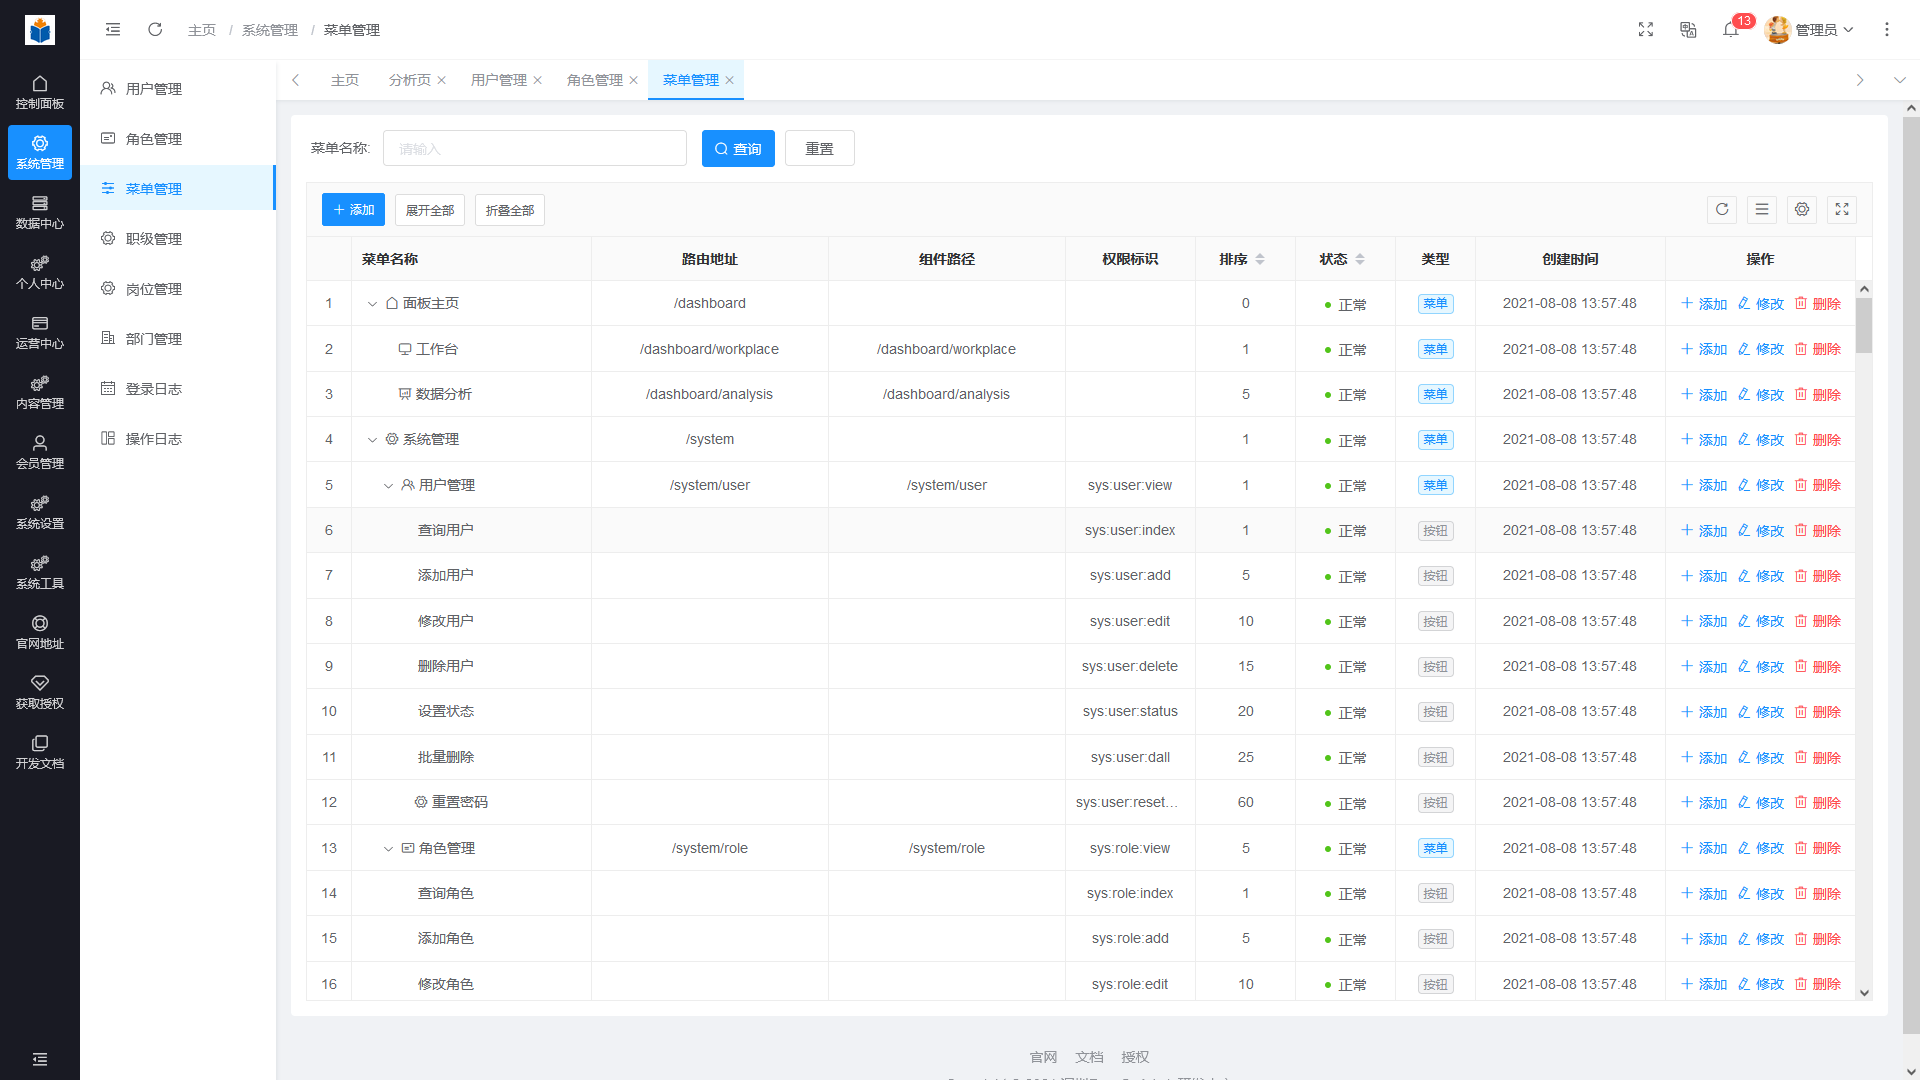 主页 / 系统管理 / 菜单管理
13
管理员
控制面板
系统管理
数据中心
个人中心
运营中心
内容管理
会员管理
系统设置
系统工具
官网地址
获取授权
开发文档
用户管理
角色管理
菜单管理
职级管理
岗位管理
部门管理
登录日志
操作日志
主页 分析页 用户管理 角色管理 菜单管理
菜单名称: 请输入 查询 重置
添加 展开全部 折叠全部
菜单名称 路由地址 组件路径 权限标识 排序 状态 类型 创建时间 操作
1 面板主页 /dashboard 0 正常 菜单 2021-08-08 13:57:48 添加 修改 删除
2 工作台 /dashboard/workplace /dashboard/workplace 1 正常 菜单 2021-08-08 13:57:48 添加 修改 删除
3 数据分析 /dashboard/analysis /dashboard/analysis 5 正常 菜单 2021-08-08 13:57:48 添加 修改 删除
4 系统管理 /system 1 正常 菜单 2021-08-08 13:57:48 添加 修改 删除
5 用户管理 /system/user /system/user sys:user:view 1 正常 菜单 2021-08-08 13:57:48 添加 修改 删除
6 查询用户 sys:user:index 1 正常 按钮 2021-08-08 13:57:48 添加 修改 删除
7 添加用户 sys:user:add 5 正常 按钮 2021-08-08 13:57:48 添加 修改 删除
8 修改用户 sys:user:edit 10 正常 按钮 2021-08-08 13:57:48 添加 修改 删除
9 删除用户 sys:user:delete 15 正常 按钮 2021-08-08 13:57:48 添加 修改 删除
10 设置状态 sys:user:status 20 正常 按钮 2021-08-08 13:57:48 添加 修改 删除
11 批量删除 sys:user:dall 25 正常 按钮 2021-08-08 13:57:48 添加 修改 删除
12 重置密码 sys:user:reset... 60 正常 按钮 2021-08-08 13:57:48 添加 修改 删除
13 角色管理 /system/role /system/role sys:role:view 5 正常 菜单 2021-08-08 13:57:48 添加 修改 删除
14 查询角色 sys:role:index 1 正常 按钮 2021-08-08 13:57:48 添加 修改 删除
15 添加角色 sys:role:add 5 正常 按钮 2021-08-08 13:57:48 添加 修改 删除
16 修改角色 sys:role:edit 10 正常 按钮 2021-08-08 13:57:48 添加 修改 删除
官网 文档 授权